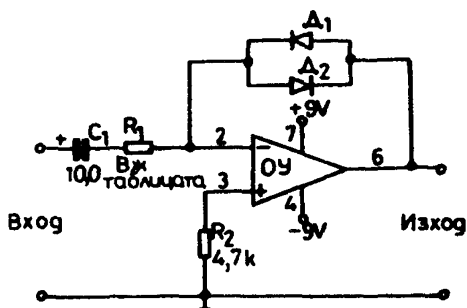 Д1
Д2
+9V
+ C1 R1
10,0 Вж
таблицата
2 − 7
ОУ 6
3 +
4
−9V
Вход
Изход
R2
4,7k